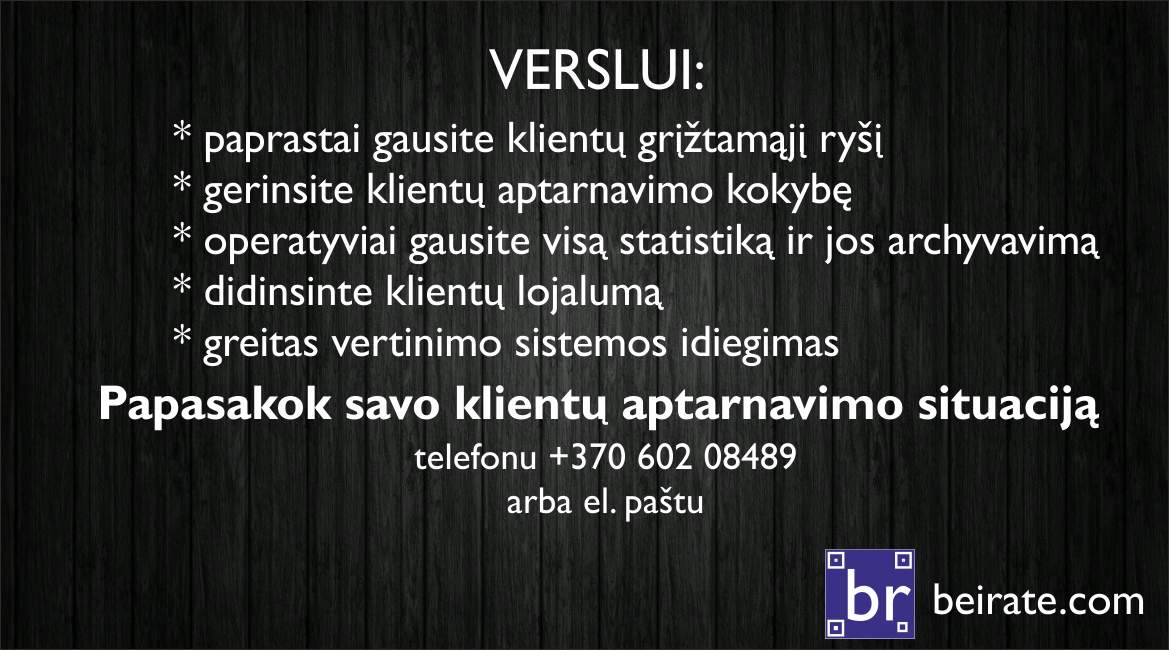 VERSLUI:
* paprastai gausite klientų grįžtamąjį ryšį
* gerinsite klientų aptarnavimo kokybę
* operatyviai gausite visą statistiką ir jos archyvavimą
* didinsinte klientų lojalumą
* greitas vertinimo sistemos idiegimas
Papasakok savo klientų aptarnavimo situaciją
telefonu +370 602 08489
arba el. paštu
br beirate.com